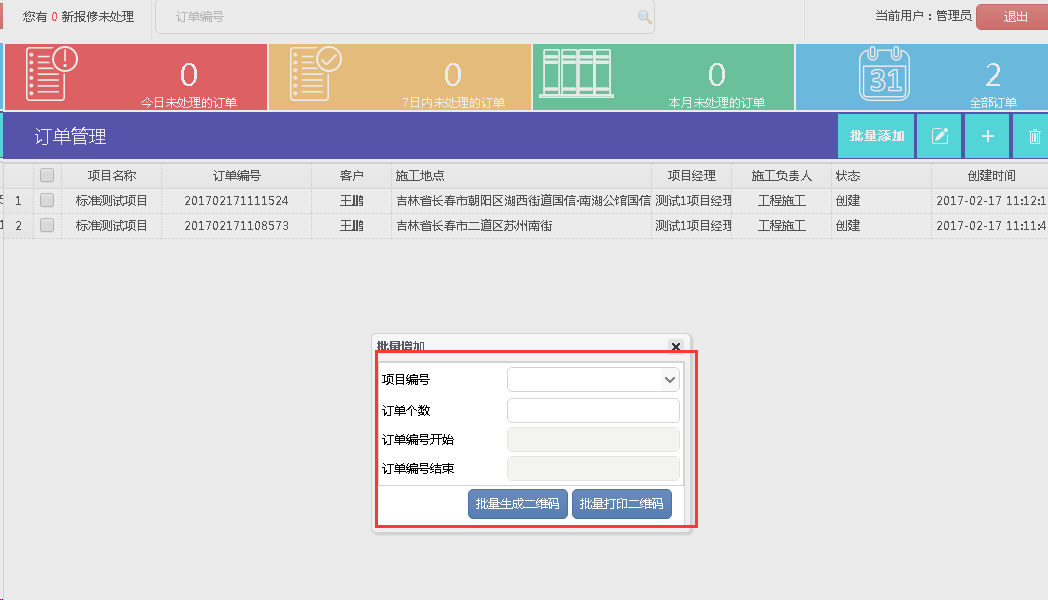 您有 0 新报修未处理
订单编号
当前用户：管理员
退出
0
今日未处理的订单
0
7日内未处理的订单
0
本月未处理的订单
31
2
全部订单
订单管理
批量添加
项目名称 订单编号 客户 施工地点 项目经理 施工负责人 状态 创建时间
1 标准测试项目 201702171111524 王鹏 吉林省长春市朝阳区湖西街道国信·南湖公馆国信 测试1项目经理 工程施工 创建 2017-02-17 11:12:1
2 标准测试项目 201702171108573 王鹏 吉林省长春市二道区苏州南街 测试1项目经理 工程施工 创建 2017-02-17 11:11:4
批量增加
项目编号
订单个数
订单编号开始
订单编号结束
批量生成二维码 批量打印二维码